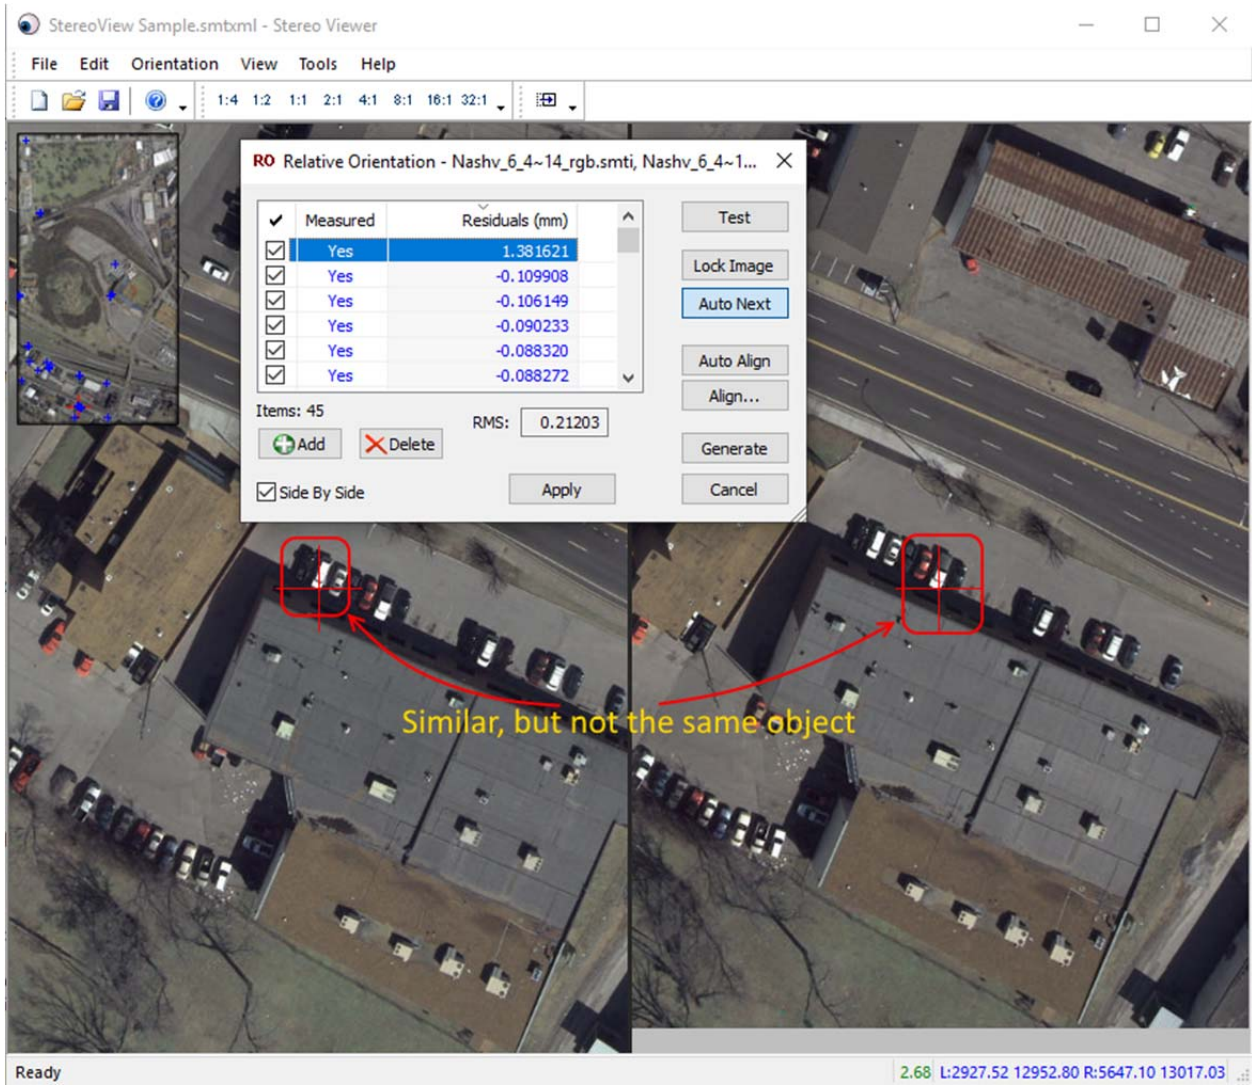 StereoView Sample.smtxml - Stereo Viewer
File Edit Orientation View Tools Help
1:4 1:2 1:1 2:1 4:1 8:1 16:1 32:1
RO Relative Orientation - Nashv_6_4~14_rgb.smti, Nashv_6_4~1...
Measured Residuals (mm)
Yes 1.381621
Yes -0.109908
Yes -0.106149
Yes -0.090233
Yes -0.088320
Yes -0.088272
Test
Lock Image
Auto Next
Auto Align
Align...
Generate
Cancel
Items: 45
RMS: 0.21203
Add Delete
Side By Side
Apply
Similar, but not the same object
Ready
2.68 L:2927.52 12952.80 R:5647.10 13017.03